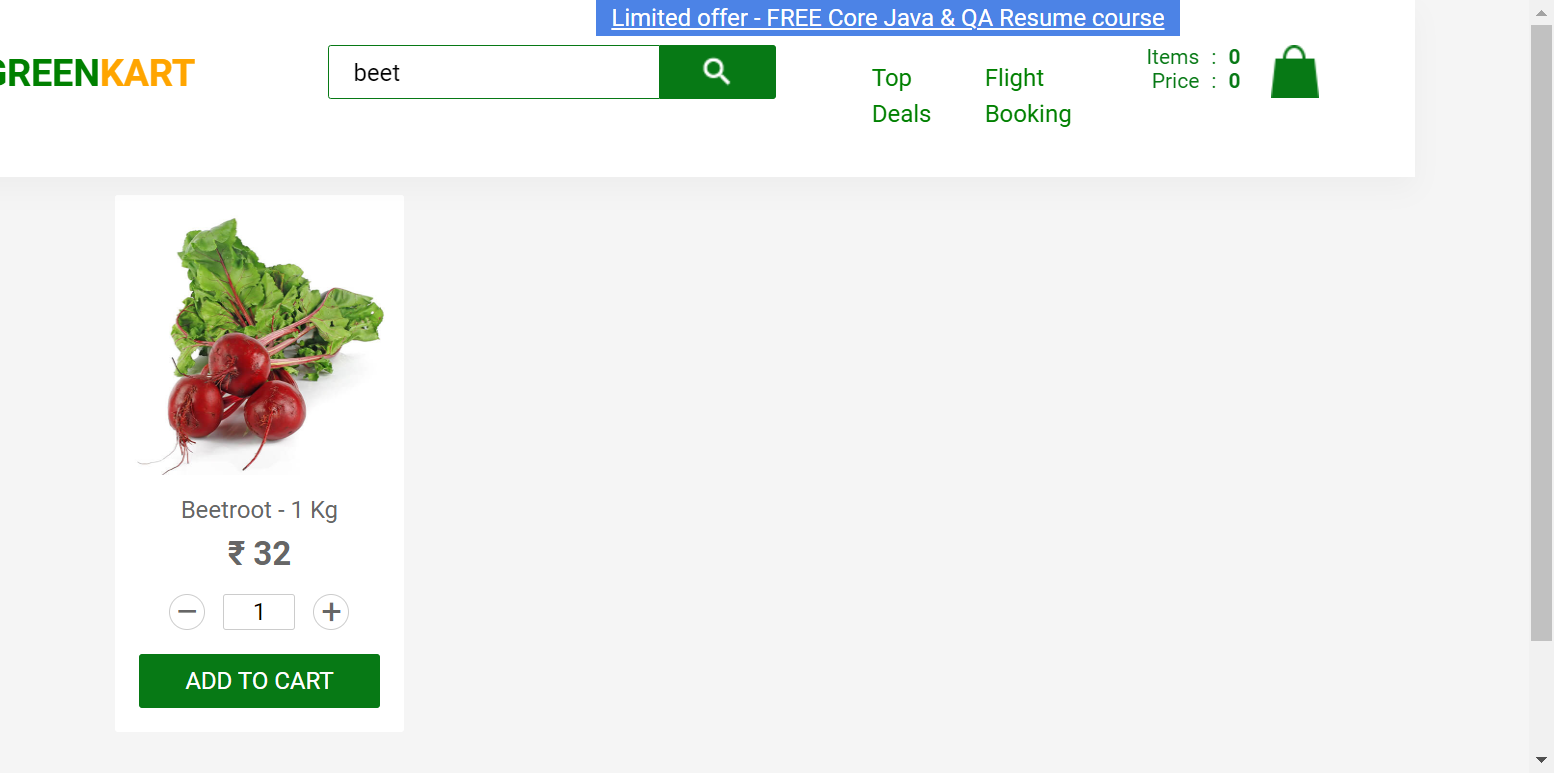 Limited offer - FREE Core Java & QA Resume course
GREENKART
beet
Top
Deals
Flight
Booking
Items : 0
Price : 0
Beetroot - 1 Kg
₹ 32
− 1 +
ADD TO CART